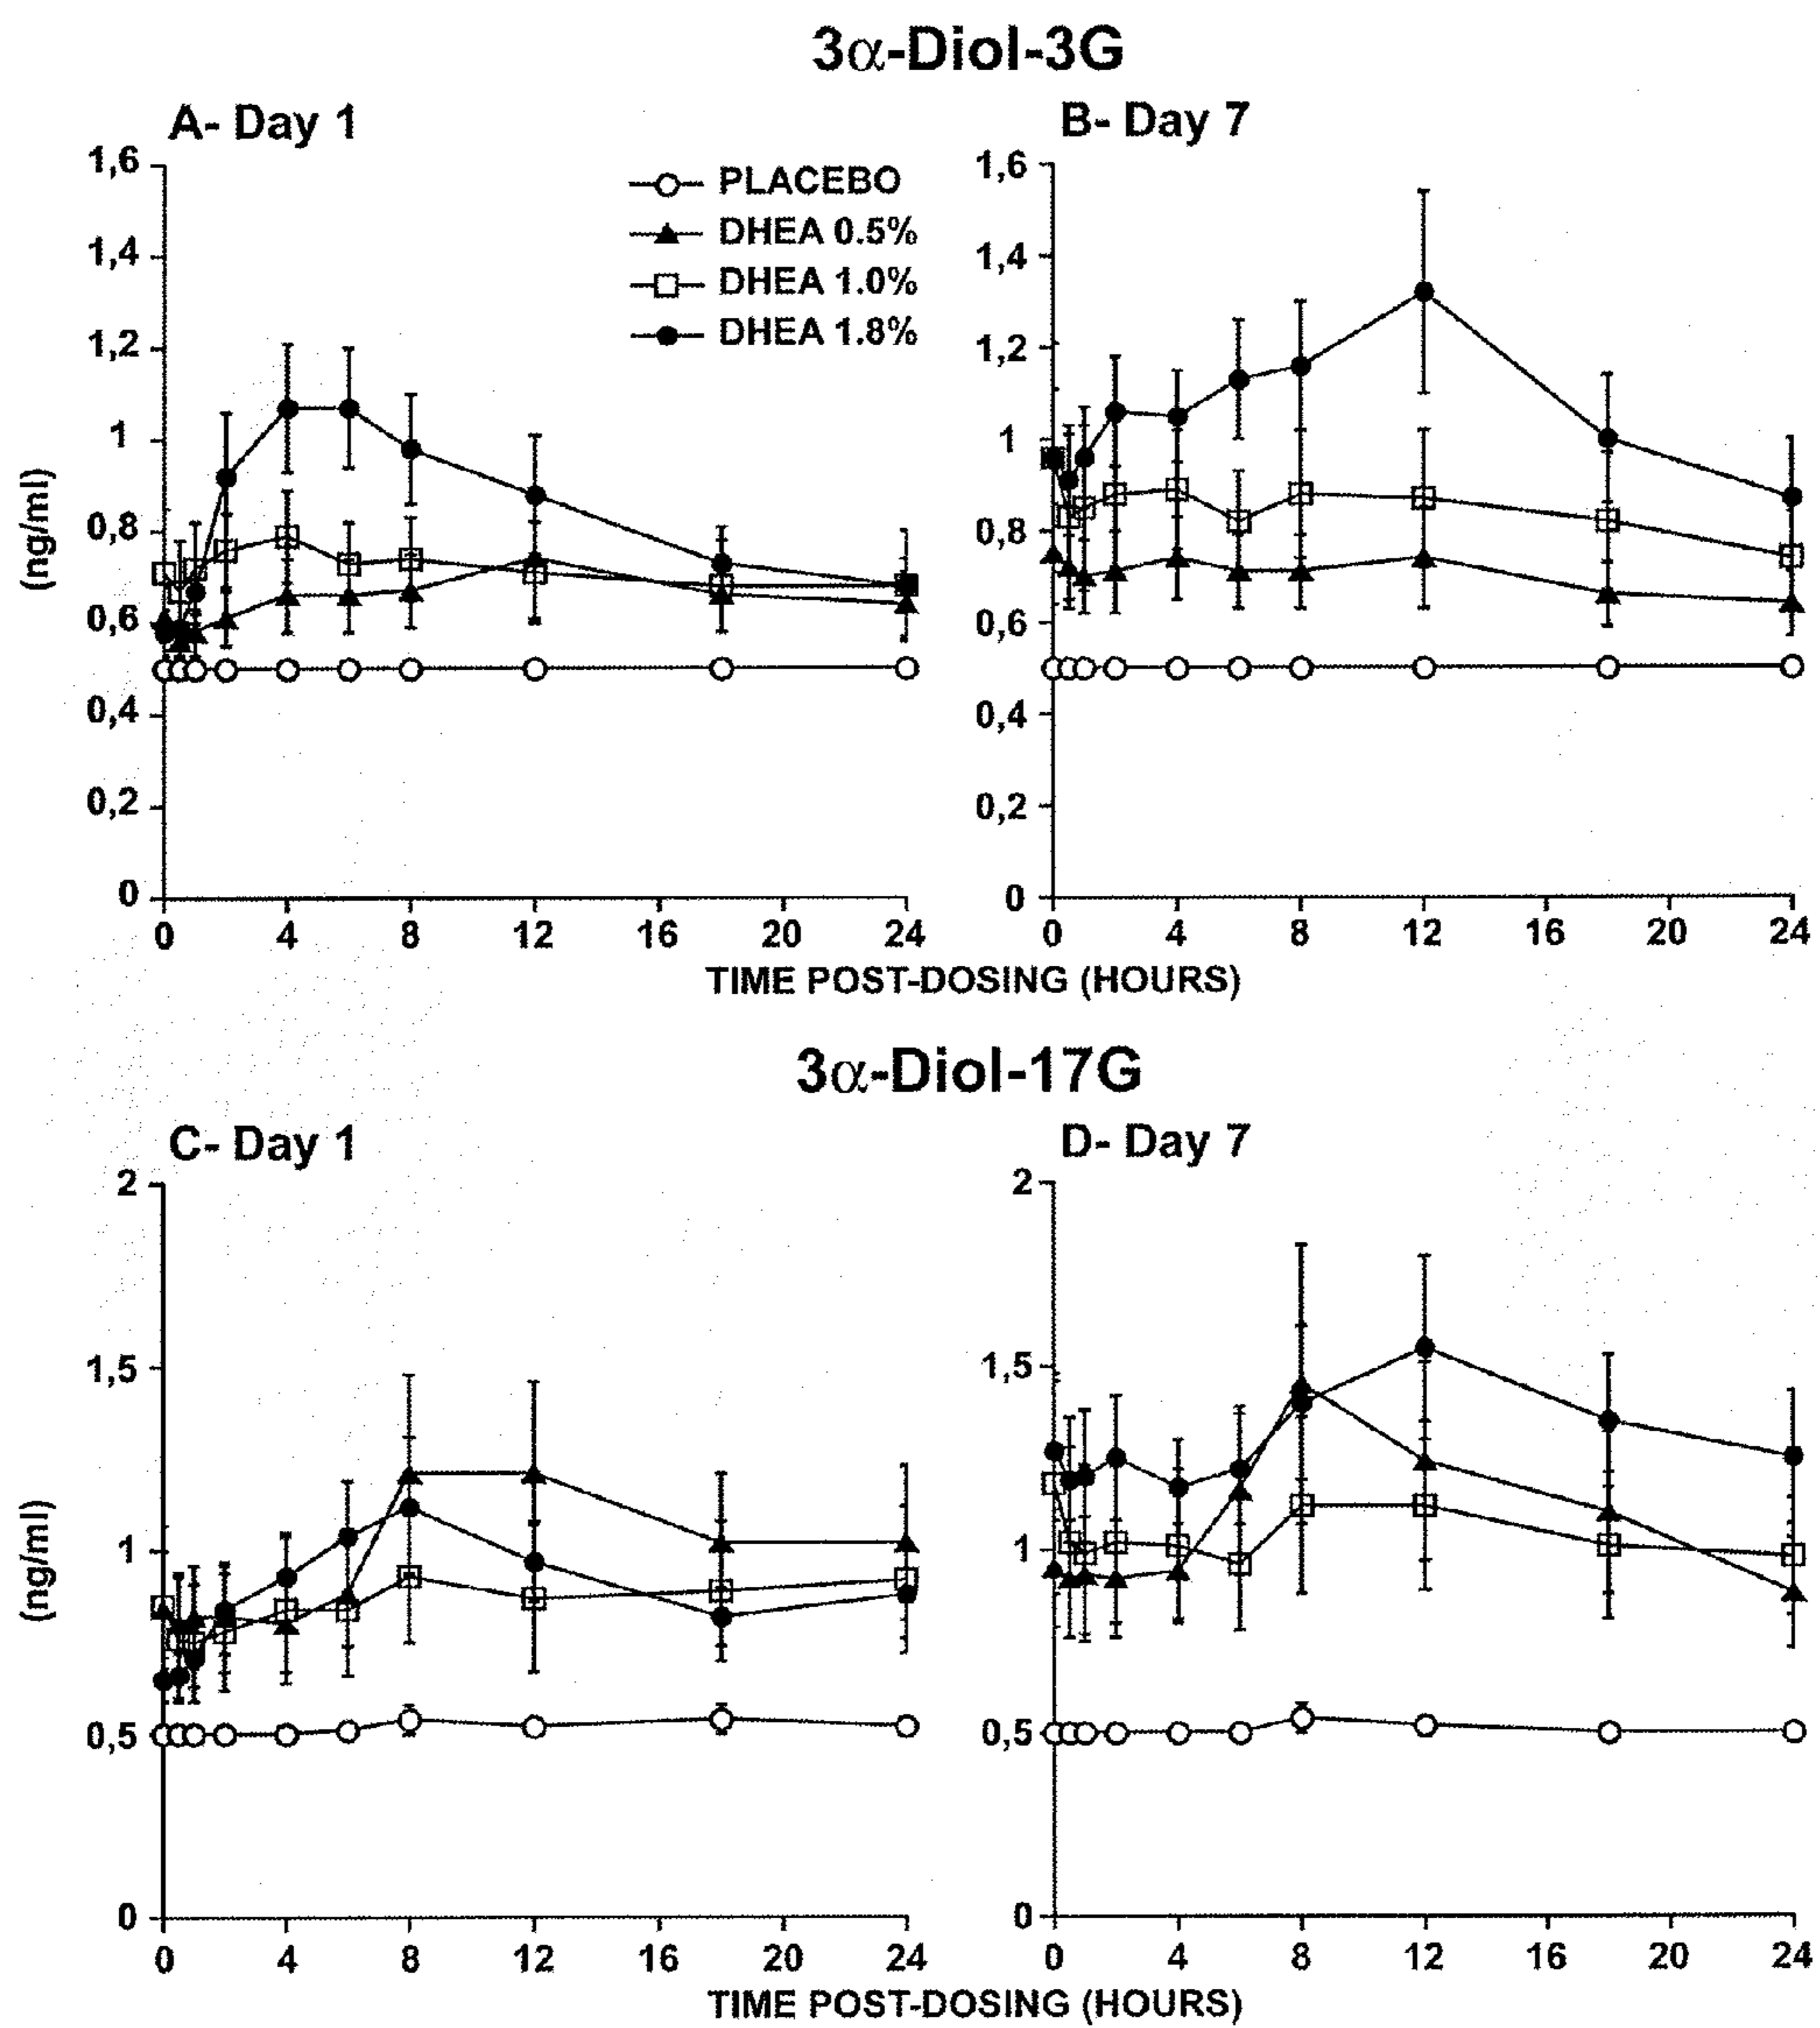 3α-Diol-3G
A- Day 1
B- Day 7
1,6
1,4
1,2
1
0,8
0,6
0,4
0,2
0
(ng/ml)
PLACEBO
DHEA 0.5%
DHEA 1.0%
DHEA 1.8%
0 4 8 12 16 20 24
1,6
1,4
1,2
1
0,8
0,6
0,4
0,2
0
0 4 8 12 16 20 24
TIME POST-DOSING (HOURS)
3α-Diol-17G
C- Day 1
D- Day 7
2
1,5
1
0,5
0
(ng/ml)
0 4 8 12 16 20 24
2
1,5
1
0,5
0
0 4 8 12 16 20 24
TIME POST-DOSING (HOURS)